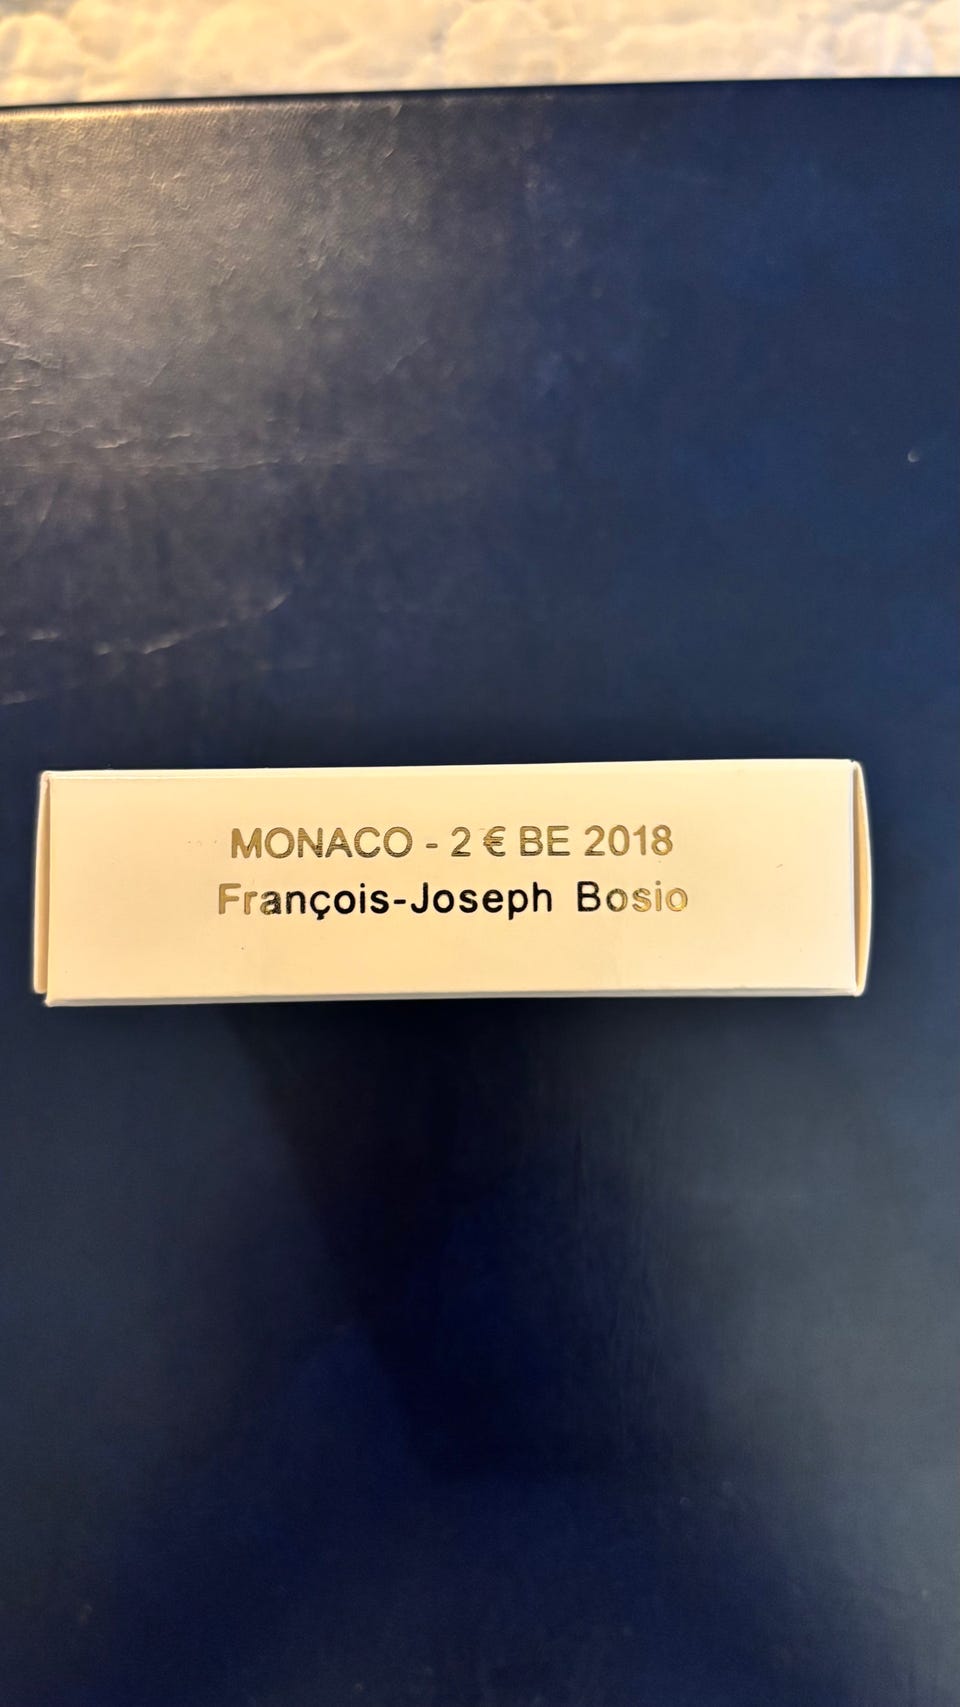 MONACO - 2 € BE 2018
François-Joseph Bosio